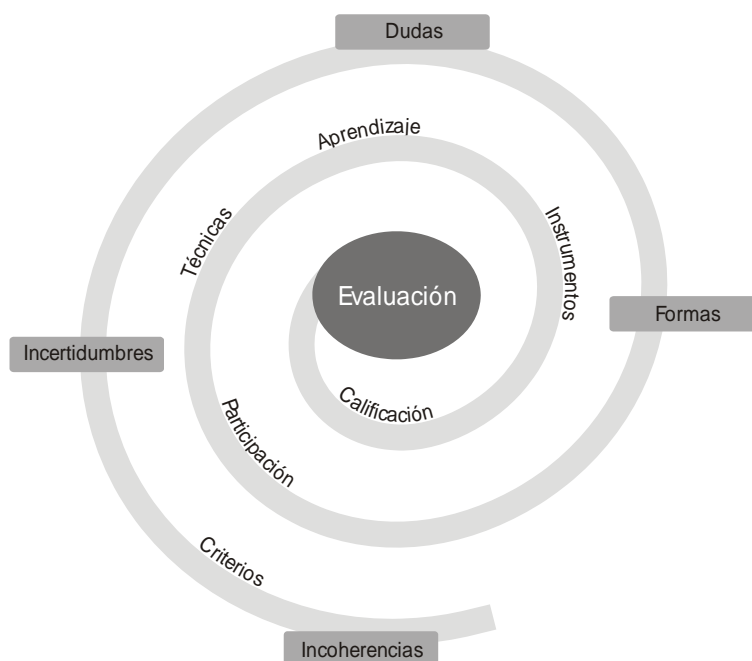 Dudas
Aprendizaje
Técnicas
Instrumentos
Evaluación
Formas
Incertidumbres
Calificación
Participación
Criterios
Incoherencias